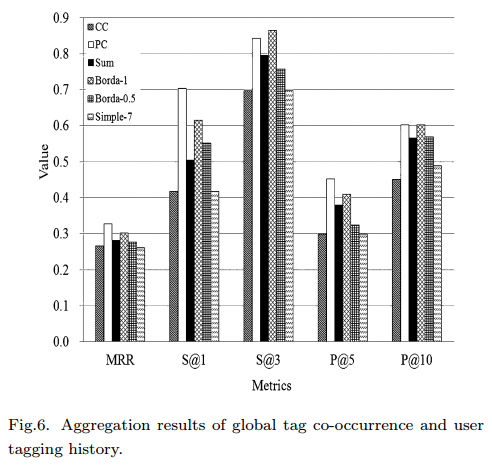 0.9
0.8
0.7
0.6
0.5
0.4
0.3
0.2
0.1
0.0
Value
CC
PC
Sum
Borda-1
Borda-0.5
Simple-7
MRR S@1 S@3 P@5 P@10
Metrics
Fig.6. Aggregation results of global tag co-occurrence and user
tagging history.